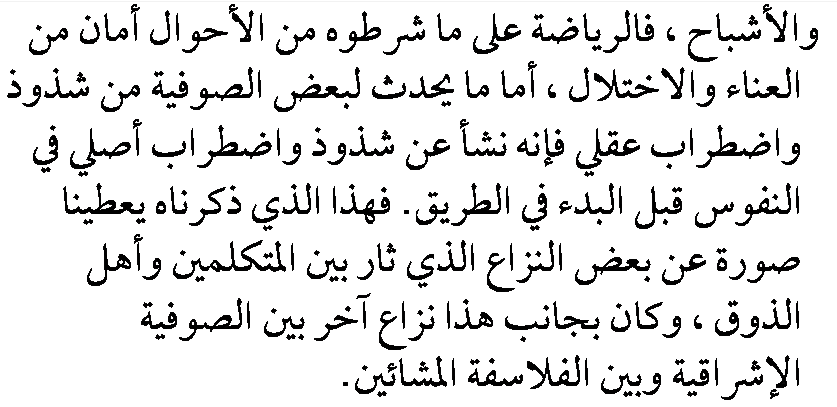 والأشباح ، فالرياضة على ما شرطوه من الأحوال أمان من
العناء والاختلال ، أما ما يحدث لبعض الصوفية من شذوذ
واضطراب عقلي فإنه نشأ عن شذوذ واضطراب أصلي في
النفوس قبل البدء في الطريق. فهذا الذي ذكرناه يعطينا
صورة عن بعض النزاع الذي ثار بين المتكلمين وأهل
الذوق ، وكان بجانب هذا نزاع آخر بين الصوفية
الإشراقية وبين الفلاسفة المشائين.